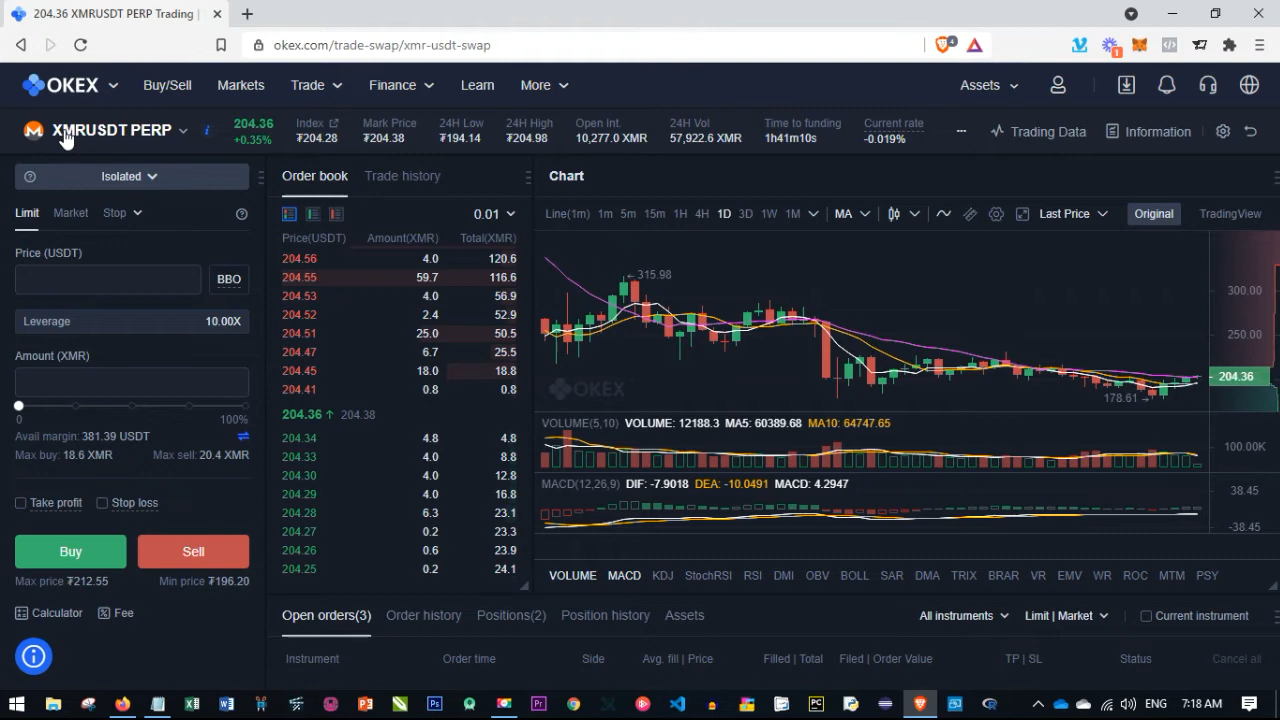 204.36 XMRUSDT PERP Trading |
okex.com/trade-swap/xmr-usdt-swap
4
1
OKEX Buy/Sell Markets Trade Finance Learn More Assets
XMRUSDT PERP
204.36
+0.35%
Index
₮204.28
Mark Price
₮204.38
24H Low
₮194.14
24H High
₮204.98
Open Int.
10,277.0 XMR
24H Vol
57,922.6 XMR
Time to funding
1h41m10s
Current rate
-0.019%
Trading Data
Information
Isolated
Limit Market Stop
Price (USDT)
BBO
Leverage 10.00X
Amount (XMR)
0 100%
Avail margin: 381.39 USDT
Max buy: 18.6 XMR Max sell: 20.4 XMR
Take profit Stop loss
Buy Sell
Max price ₮212.55 Min price ₮196.20
Calculator Fee
Order book Trade history
0.01
Price(USDT) Amount(XMR) Total(XMR)
204.56 4.0 120.6
204.55 59.7 116.6
204.53 4.0 56.9
204.52 2.4 52.9
204.51 25.0 50.5
204.47 6.7 25.5
204.45 18.0 18.8
204.41 0.8 0.8
204.36↑ 204.38
204.34 4.8 4.8
204.33 4.0 8.8
204.30 4.0 12.8
204.29 4.0 16.8
204.28 6.3 23.1
204.27 0.2 23.3
204.26 0.6 23.9
204.25 0.2 24.1
Chart
Line(1m) 1m 5m 15m 1H 4H 1D 3D 1W 1M MA Last Price Original TradingView
315.98
300.00
250.00
204.36
178.61
OKEX
VOLUME(5,10) VOLUME: 12188.3 MA5: 60389.68 MA10: 64747.65
100.00K
MACD(12,26,9) DIF: -7.9018 DEA: -10.0491 MACD: 4.2947
38.45
-38.45
VOLUME MACD KDJ StochRSI RSI DMI OBV BOLL SAR DMA TRIX BRAR VR EMV WR ROC MTM PSY
Open orders(3) Order history Positions(2) Position history Assets All instruments Limit | Market Current instrument
Instrument Order time Side Avg. fill | Price Filled | Total Filed | Order Value TP | SL Status Cancel all
ENG 7:18 AM